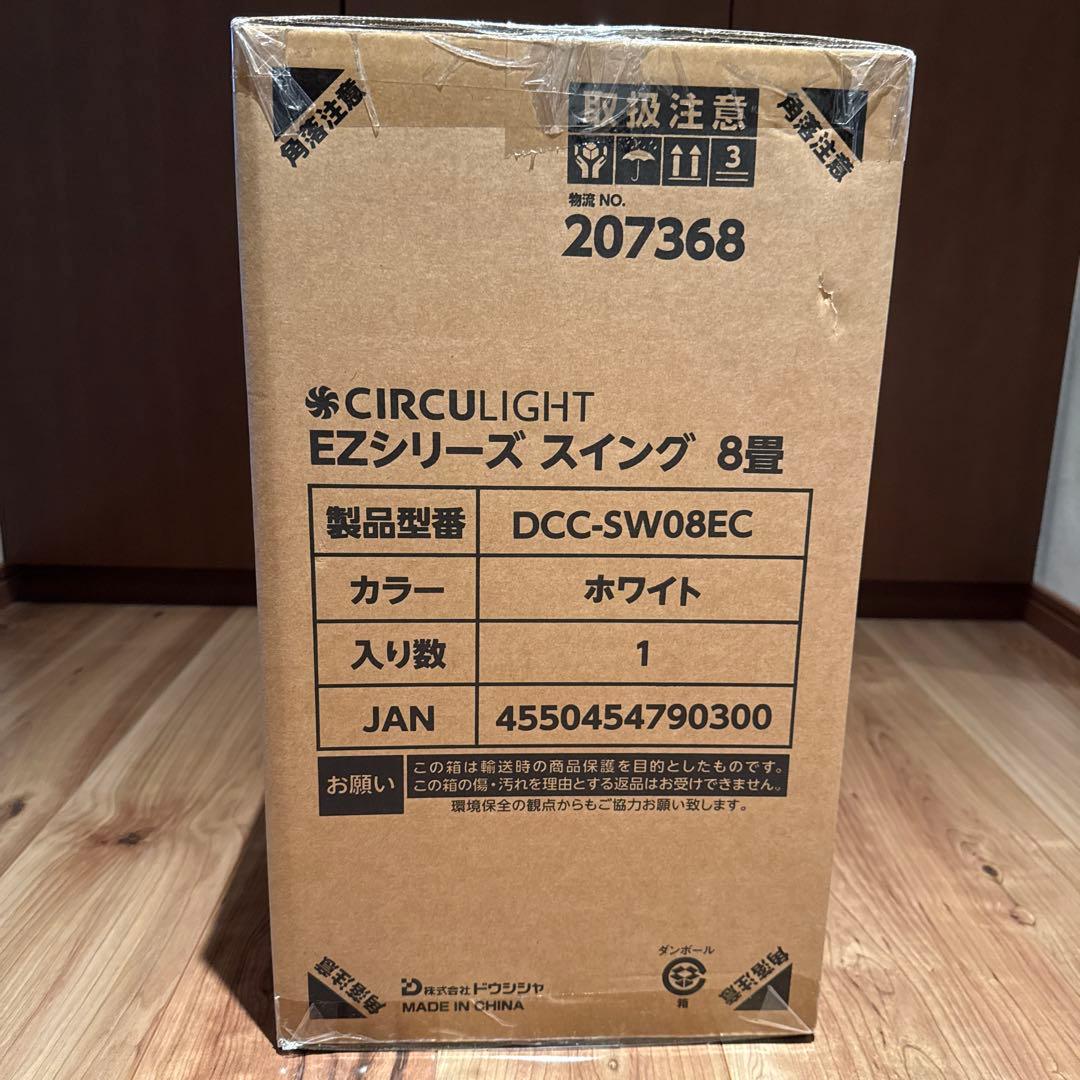 角落注意
取扱注意
角落注意
3
物流 NO.
207368
CIRCULIGHT
EZシリーズ スイング 8畳
製品型番 DCC-SW08EC
カラー ホワイト
入り数 1
JAN 4550454790300
お願い
この箱は輸送時の商品保護を目的としたものです。
この箱の傷・汚れを理由とする返品はお受けできません。
環境保全の観点からもご協力お願い致します。
角落注意
株式会社 ドウシシャ
MADE IN CHINA
ダンボール
箱
角落注意